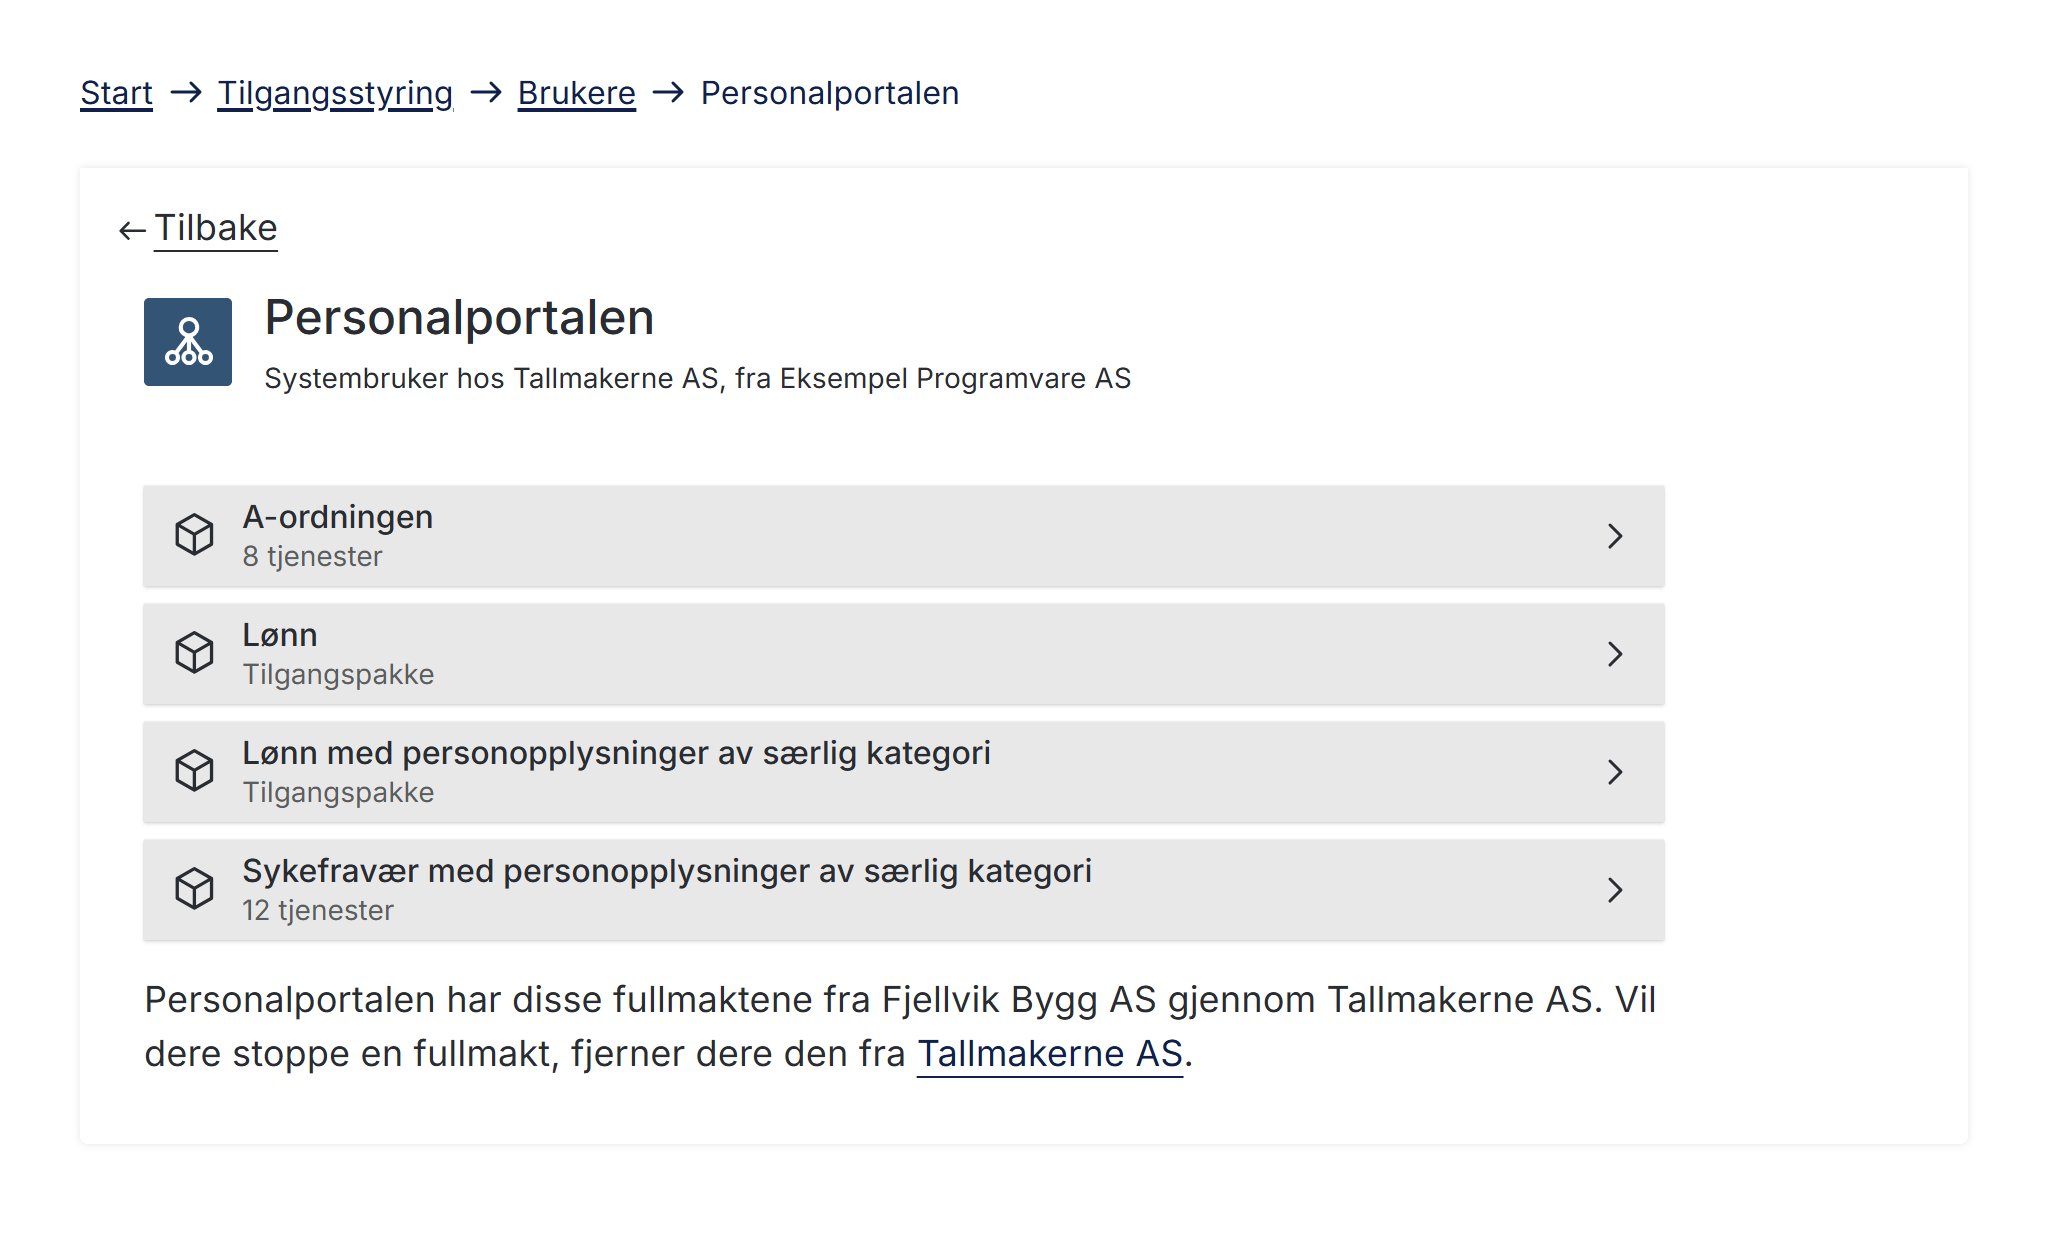 Start → Tilgangsstyring → Brukere → Personalportalen
← Tilbake
Personalportalen
Systembruker hos Tallmakerne AS, fra Eksempel Programvare AS
A-ordningen
8 tjenester
Lønn
Tilgangspakke
Lønn med personopplysninger av særlig kategori
Tilgangspakke
Sykefravær med personopplysninger av særlig kategori
12 tjenester
Personalportalen har disse fullmaktene fra Fjellvik Bygg AS gjennom Tallmakerne AS. Vil
dere stoppe en fullmakt, fjerner dere den fra Tallmakerne AS.